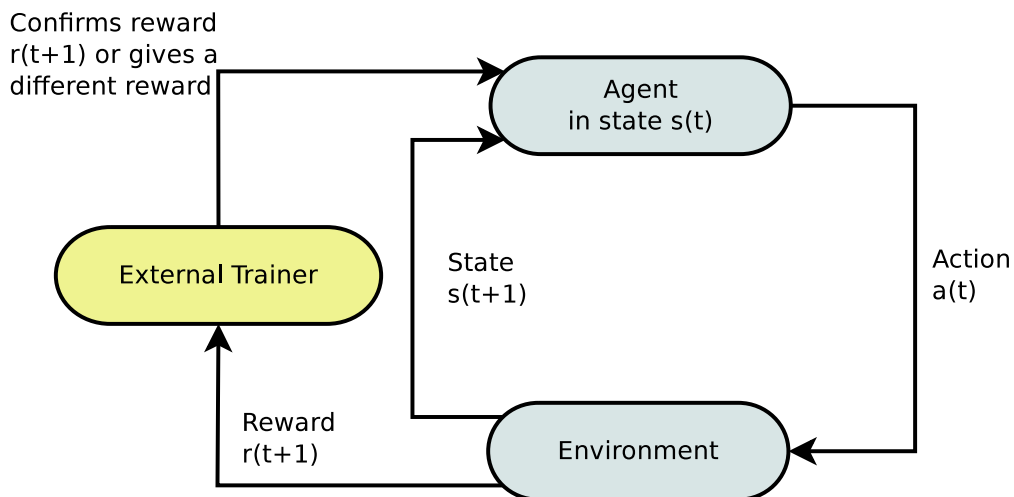 Confirms reward
r(t+1) or gives a
different reward
Agent
in state s(t)
External Trainer
State
s(t+1)
Action
a(t)
Reward
r(t+1)
Environment